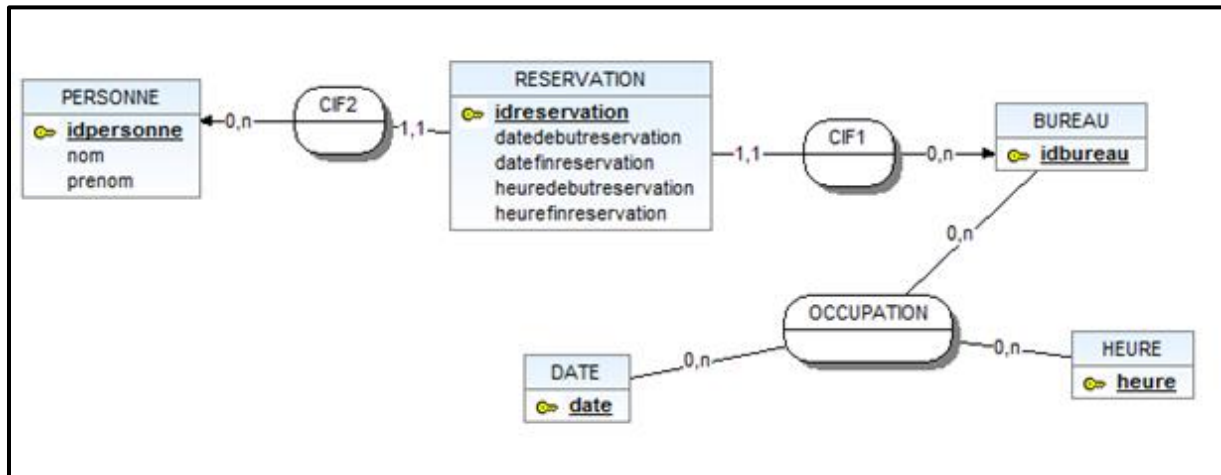 PERSONNE
idpersonne
nom
prenom
0,n
CIF2
1,1
RESERVATION
idreservation
datedebutreservation
datefinreservation
heuredebutreservation
heurefinreservation
1,1
CIF1
0,n
BUREAU
idbureau
0,n
OCCUPATION
0,n
DATE
date
0,n
HEURE
heure